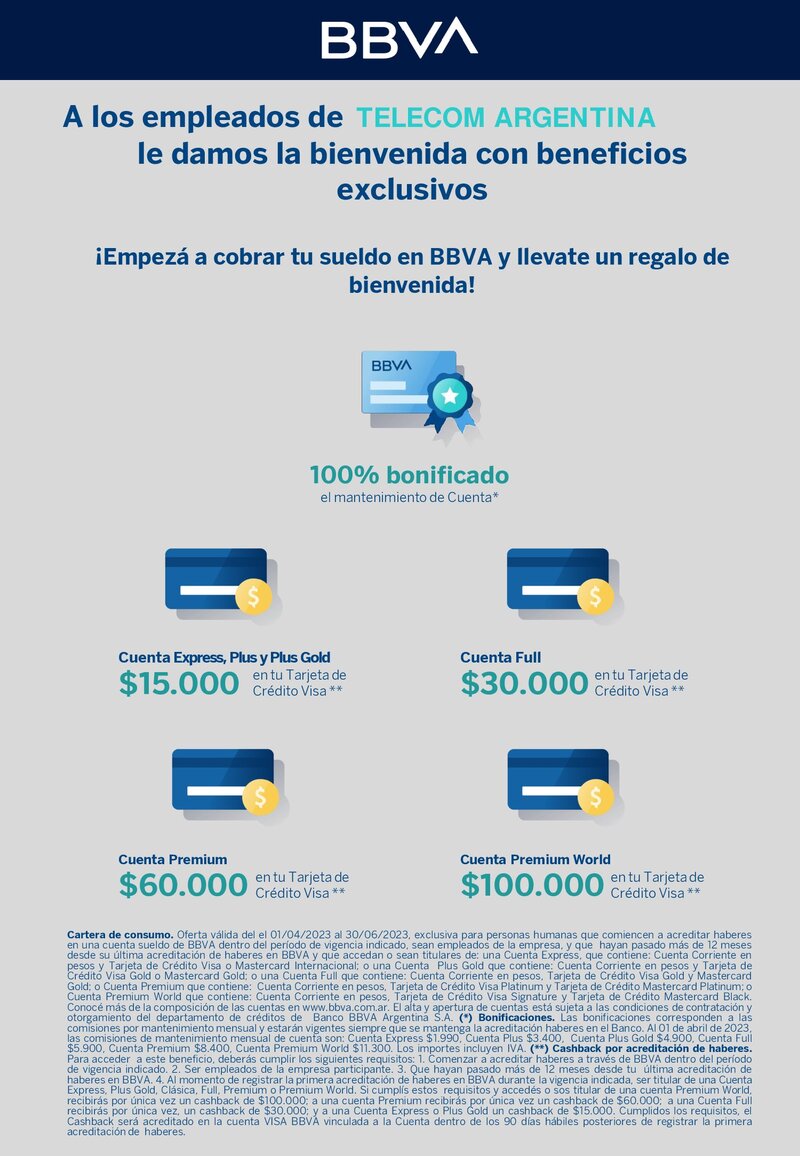 BBVA
A los empleados de TELECOM ARGENTINA
le damos la bienvenida con beneficios
exclusivos
¡Empezá a cobrar tu sueldo en BBVA y llevate un regalo de
bienvenida!
BBVA
100% bonificado
el mantenimiento de Cuenta*
$
$
Cuenta Express, Plus y Plus Gold
$15.000 en tu Tarjeta de
Crédito Visa **
Cuenta Full
$30.000 en tu Tarjeta de
Crédito Visa **
$
$
Cuenta Premium
$60.000 en tu Tarjeta de
Crédito Visa **
Cuenta Premium World
$100.000 en tu Tarjeta de
Crédito Visa **
Cartera de consumo. Oferta válida del el 01/04/2023 al 30/06/2023, exclusiva para personas humanas que comiencen a acreditar haberes
en una cuenta sueldo de BBVA dentro del período de vigencia indicado, sean empleados de la empresa, y que hayan pasado más de 12 meses
desde su última acreditación de haberes en BBVA y que accedan o sean titulares de: una Cuenta Express, que contiene: Cuenta Corriente en
pesos y Tarjeta de Crédito Visa o Mastercard Internacional; o una Cuenta Plus Gold que contiene: Cuenta Corriente en pesos y Tarjeta de
Crédito Visa Gold o Mastercard Gold; o una Cuenta Full que contiene: Cuenta Corriente en pesos, Tarjeta de Crédito Visa Gold y Mastercard
Gold; o Cuenta Premium que contiene: Cuenta Corriente en pesos, Tarjeta de Crédito Visa Platinum y Tarjeta de Crédito Mastercard Platinum; o
Cuenta Premium World que contiene: Cuenta Corriente en pesos, Tarjeta de Crédito Visa Signature y Tarjeta de Crédito Mastercard Black.
Conocé más de la composición de las cuentas en www.bbva.com.ar. El alta y apertura de cuentas está sujeta a las condiciones de contratación y
otorgamiento del departamento de créditos de Banco BBVA Argentina S.A. (*) Bonificaciones. Las bonificaciones corresponden a las
comisiones por mantenimiento mensual y estarán vigentes siempre que se mantenga la acreditación haberes en el Banco. Al 01 de abril de 2023,
las comisiones de mantenimiento mensual de cuenta son: Cuenta Express $1.990, Cuenta Plus $3.400, Cuenta Plus Gold $4.900, Cuenta Full
$5.900, Cuenta Premium $8.400, Cuenta Premium World $11.300. Los importes incluyen IVA. (**) Cashback por acreditación de haberes.
Para acceder a este beneficio, deberás cumplir los siguientes requisitos: 1. Comenzar a acreditar haberes a través de BBVA dentro del período
de vigencia indicado. 2. Ser empleados de la empresa participante. 3. Que hayan pasado más de 12 meses desde tu última acreditación de
haberes en BBVA. 4. Al momento de registrar la primera acreditación de haberes en BBVA durante la vigencia indicada, ser titular de una Cuenta
Express, Plus, Plus Gold, Clásica, Full, Premium o Premium World. Si cumplís estos requisitos y accedés o sos titular de una cuenta Premium World,
recibirás por única vez un cashback de $100.000; a una cuenta Premium recibirás por única vez un cashback de $60.000; a una Cuenta Full
recibirás por única vez, un cashback de $30.000; y a una Cuenta Express o Plus Gold un cashback de $15.000. Cumplidos los requisitos, el
Cashback será acreditado en la cuenta VISA BBVA vinculada a la Cuenta dentro de los 90 días hábiles posteriores de registrar la primera
acreditación de haberes.